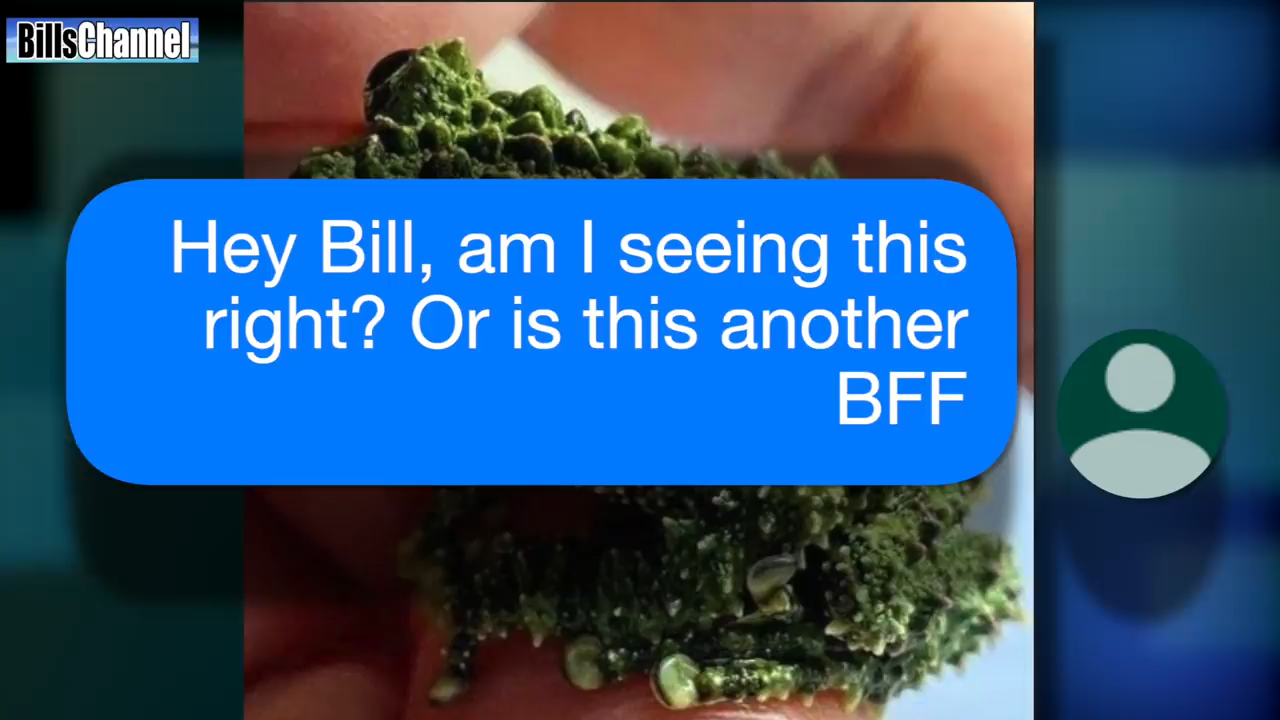 BillsChannel
Hey Bill, am I seeing this
right? Or is this another
BFF